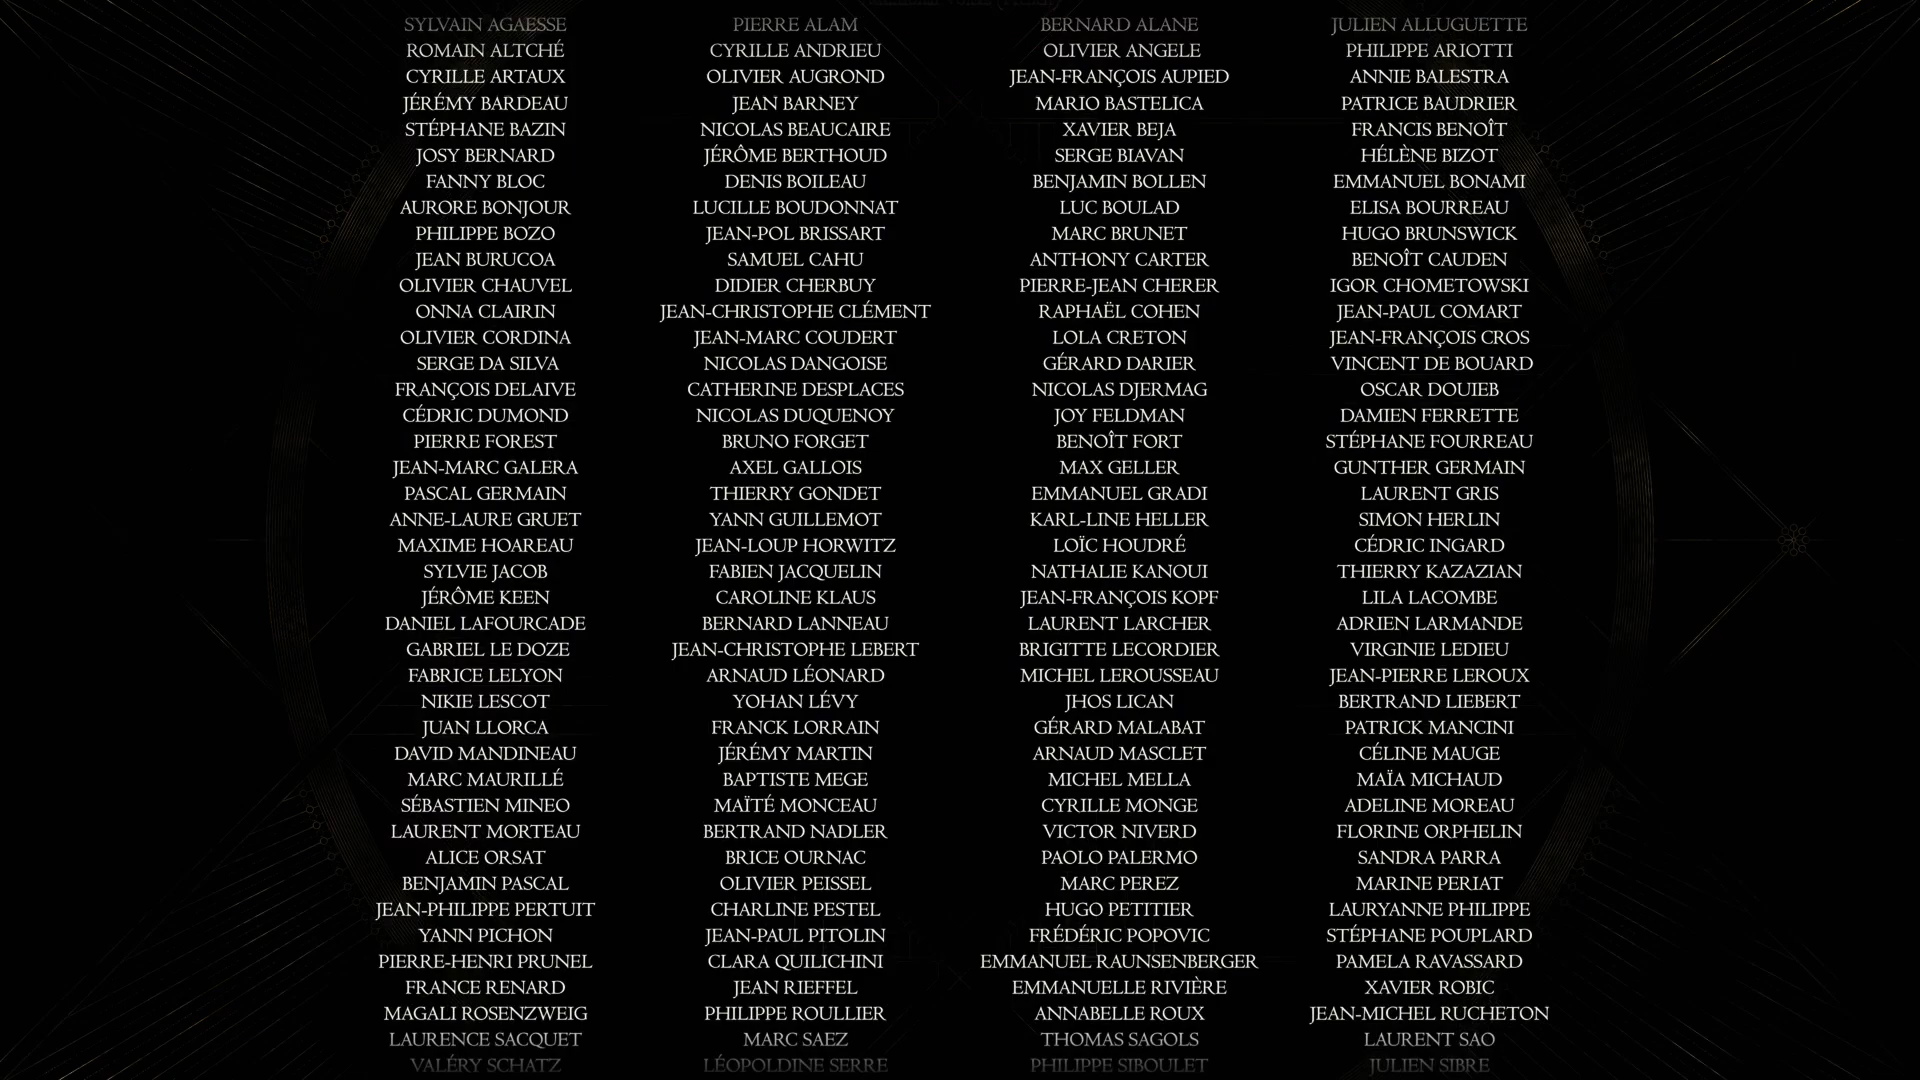 SYLVAIN AGAESSE PIERRE ALAM BERNARD ALANE JULIEN ALLUGUETTE
ROMAIN ALTCHÉ CYRILLE ANDRIEU OLIVIER ANGELE PHILIPPE ARIOTTI
CYRILLE ARTAUX OLIVIER AUGROND JEAN-FRANÇOIS AUPIED ANNIE BALESTRA
JÉRÉMY BARDEAU JEAN BARNEY MARIO BASTELICA PATRICE BAUDRIER
STÉPHANE BAZIN NICOLAS BEAUCAIRE XAVIER BEJA FRANCIS BENOÎT
JOSY BERNARD JÉRÔME BERTHOUD SERGE BIAVAN HÉLÈNE BIZOT
FANNY BLOC DENIS BOILEAU BENJAMIN BOLLEN EMMANUEL BONAMI
AURORE BONJOUR LUCILLE BOUDONNAT LUC BOULAD ELISA BOURREAU
PHILIPPE BOZO JEAN-POL BRISSART MARC BRUNET HUGO BRUNSWICK
JEAN BURUCOA SAMUEL CAHU ANTHONY CARTER BENOÎT CAUDEN
OLIVIER CHAUVEL DIDIER CHERBUY PIERRE-JEAN CHERER IGOR CHOMETOWSKI
ONNA CLAIRIN JEAN-CHRISTOPHE CLÉMENT RAPHAËL COHEN JEAN-PAUL COMART
OLIVIER CORDINA JEAN-MARC COUDERT LOLA CRETON JEAN-FRANÇOIS CROS
SERGE DA SILVA NICOLAS DANGOISE GÉRARD DARIER VINCENT DE BOUARD
FRANÇOIS DELAIVE CATHERINE DESPLACES NICOLAS DJERMAG OSCAR DOUIEB
CÉDRIC DUMOND NICOLAS DUQUENOY JOY FELDMAN DAMIEN FERRETTE
PIERRE FOREST BRUNO FORGET BENOÎT FORT STÉPHANE FOURREAU
JEAN-MARC GALERA AXEL GALLOIS MAX GELLER GUNTHER GERMAIN
PASCAL GERMAIN THIERRY GONDET EMMANUEL GRADI LAURENT GRIS
ANNE-LAURE GRUET YANN GUILLEMOT KARL-LINE HELLER SIMON HERLIN
MAXIME HOAREAU JEAN-LOUP HORWITZ LOÏC HOUDRÉ CÉDRIC INGARD
SYLVIE JACOB FABIEN JACQUELIN NATHALIE KANOUI THIERRY KAZAZIAN
JÉRÔME KEEN CAROLINE KLAUS JEAN-FRANÇOIS KOPF LILA LACOMBE
DANIEL LAFOURCADE BERNARD LANNEAU LAURENT LARCHER ADRIEN LARMANDE
GABRIEL LE DOZE JEAN-CHRISTOPHE LEBERT BRIGITTE LECORDIER VIRGINIE LEDIEU
FABRICE LELYON ARNAUD LÉONARD MICHEL LEROUSSEAU JEAN-PIERRE LEROUX
NIKIE LESCOT YOHAN LÉVY JHOS LICAN BERTRAND LIEBERT
JUAN LLORCA FRANCK LORRAIN GÉRARD MALABAT PATRICK MANCINI
DAVID MANDINEAU JÉRÉMY MARTIN ARNAUD MASCLET CÉLINE MAUGE
MARC MAURILLÉ BAPTISTE MEGE MICHEL MELLA MAÏA MICHAUD
SÉBASTIEN MINEO MAÏTÉ MONCEAU CYRILLE MONGE ADELINE MOREAU
LAURENT MORTEAU BERTRAND NADLER VICTOR NIVERD FLORINE ORPHELIN
ALICE ORSAT BRICE OURNAC PAOLO PALERMO SANDRA PARRA
BENJAMIN PASCAL OLIVIER PEISSEL MARC PEREZ MARINE PERIAT
JEAN-PHILIPPE PERTUIT CHARLINE PESTEL HUGO PETITIER LAURYANNE PHILIPPE
YANN PICHON JEAN-PAUL PITOLIN FRÉDÉRIC POPOVIC STÉPHANE POUPLARD
PIERRE-HENRI PRUNEL CLARA QUILICHINI EMMANUEL RAUNSENBERGER PAMELA RAVASSARD
FRANCE RENARD JEAN RIEFFEL EMMANUELLE RIVIÈRE XAVIER ROBIC
MAGALI ROSENZWEIG PHILIPPE ROULLIER ANNABELLE ROUX JEAN-MICHEL RUCHETON
LAURENCE SACQUET MARC SAEZ THOMAS SAGOLS LAURENT SAO
VALÉRY SCHATZ LÉOPOLDINE SERRE PHILIPPE SIBOULET JULIEN SIBRE